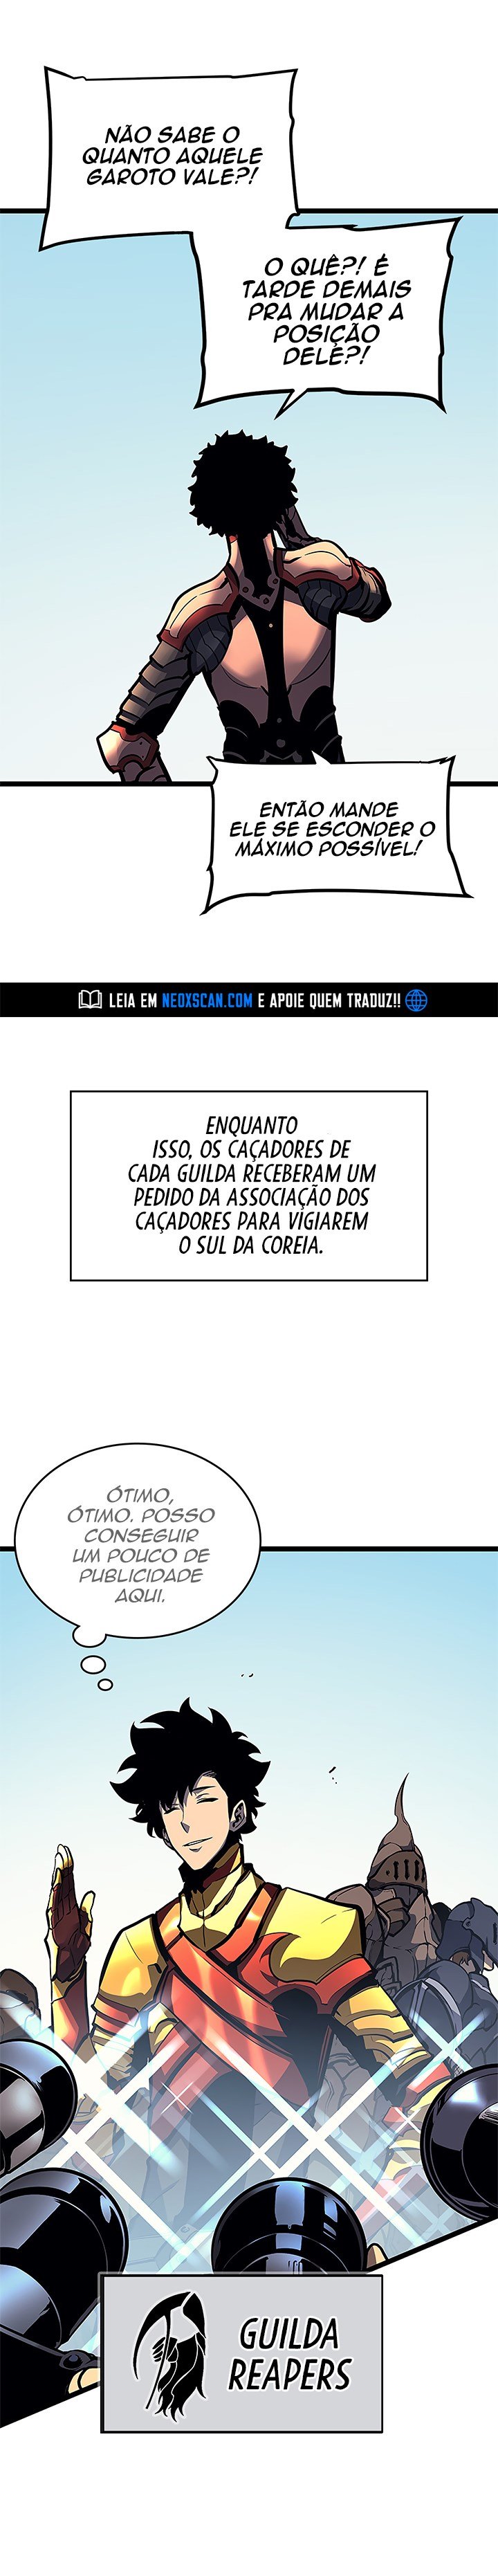 NÃO SABE O
QUANTO AQUELE
GAROTO VALE?!
O QUÊ?! É
TARDE DEMAIS
PRA MUDAR A
POSIÇÃO
DELE?!
ENTÃO MANDE
ELE SE ESCONDER O
MÁXIMO POSSÍVEL!
LEIA EM NEOXSCAN.COM E APOIE QUEM TRADUZ!!
ENQUANTO
ISSO, OS CAÇADORES DE
CADA GUILDA RECEBERAM UM
PEDIDO DA ASSOCIAÇÃO DOS
CAÇADORES PARA VIGIAREM
O SUL DA COREIA.
ÓTIMO,
ÓTIMO. POSSO
CONSEGUIR
UM POUCO DE
PUBLICIDADE
AQUI.
GUILDA
REAPERS